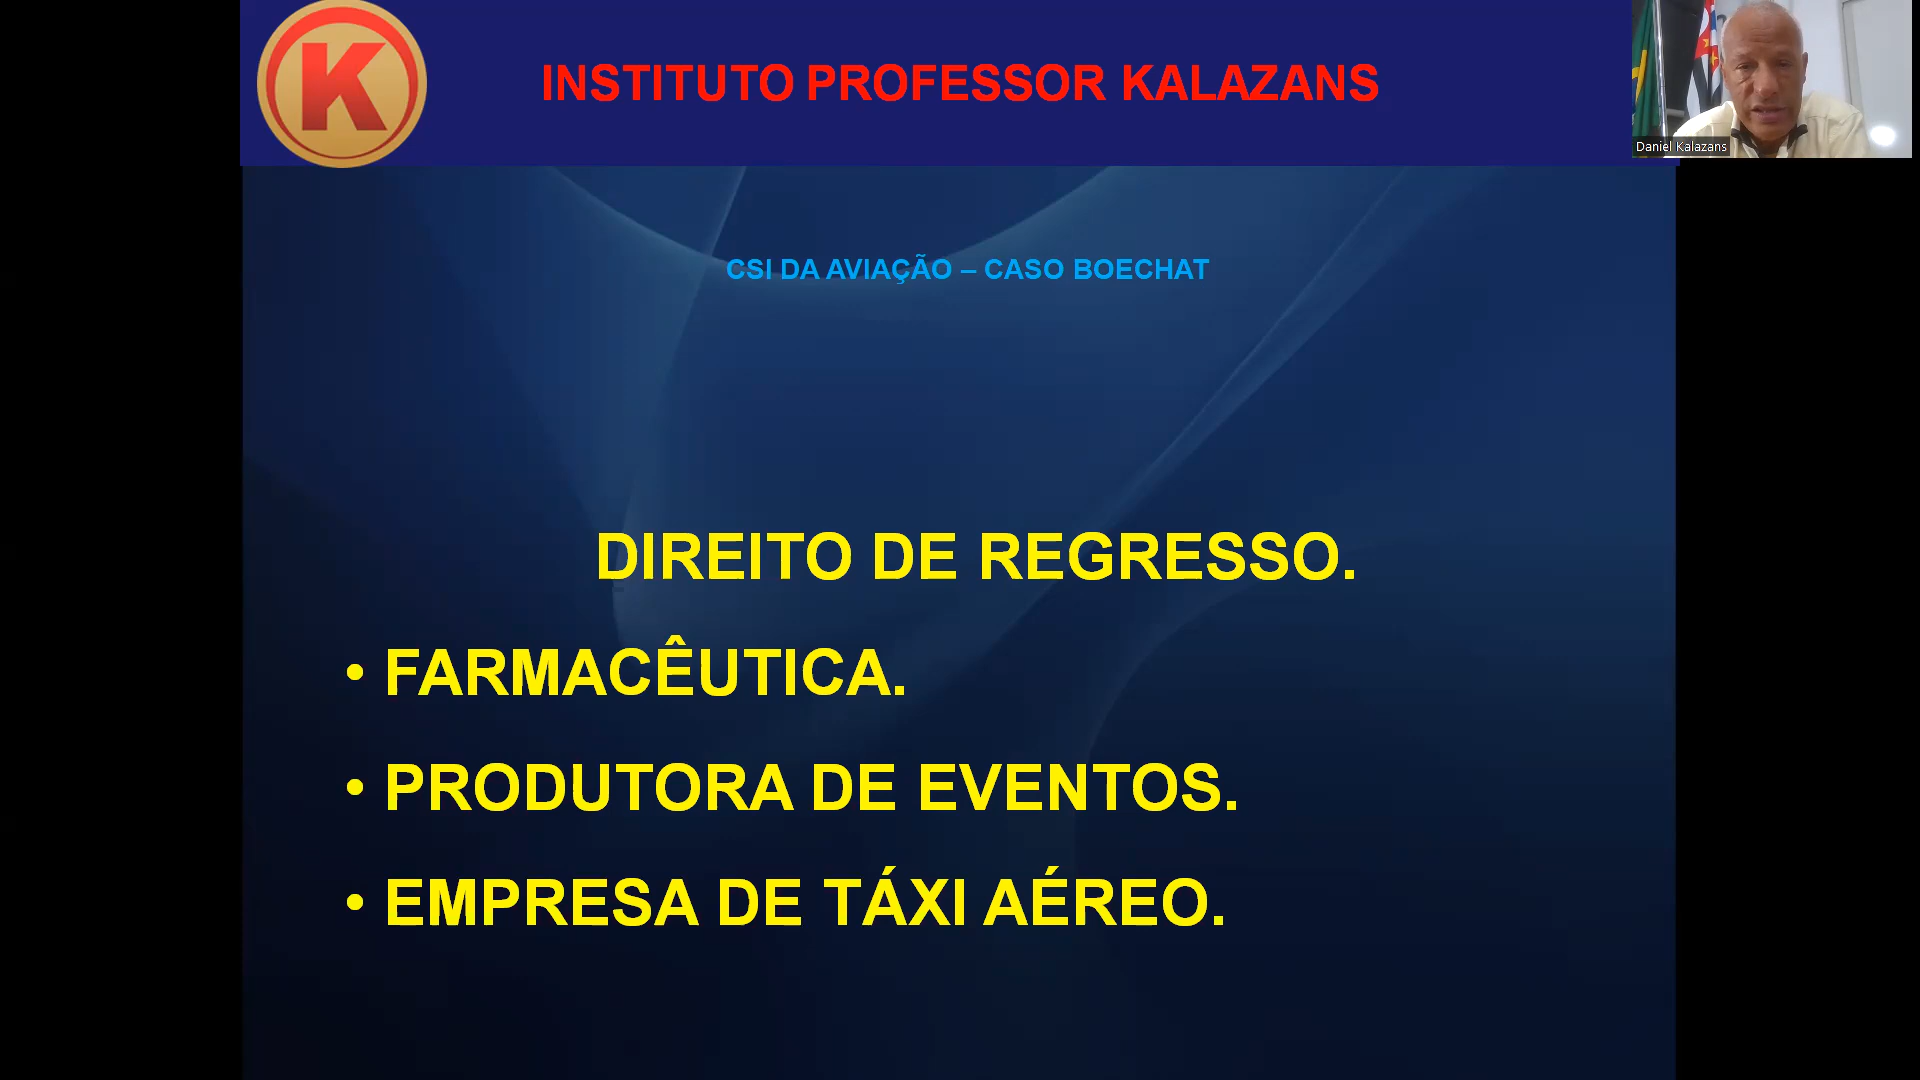 K
INSTITUTO PROFESSOR KALAZANS
Daniel Kalazans
CSI DA AVIAÇÃO – CASO BOECHAT
DIREITO DE REGRESSO.
• FARMACÊUTICA.
• PRODUTORA DE EVENTOS.
• EMPRESA DE TÁXI AÉREO.